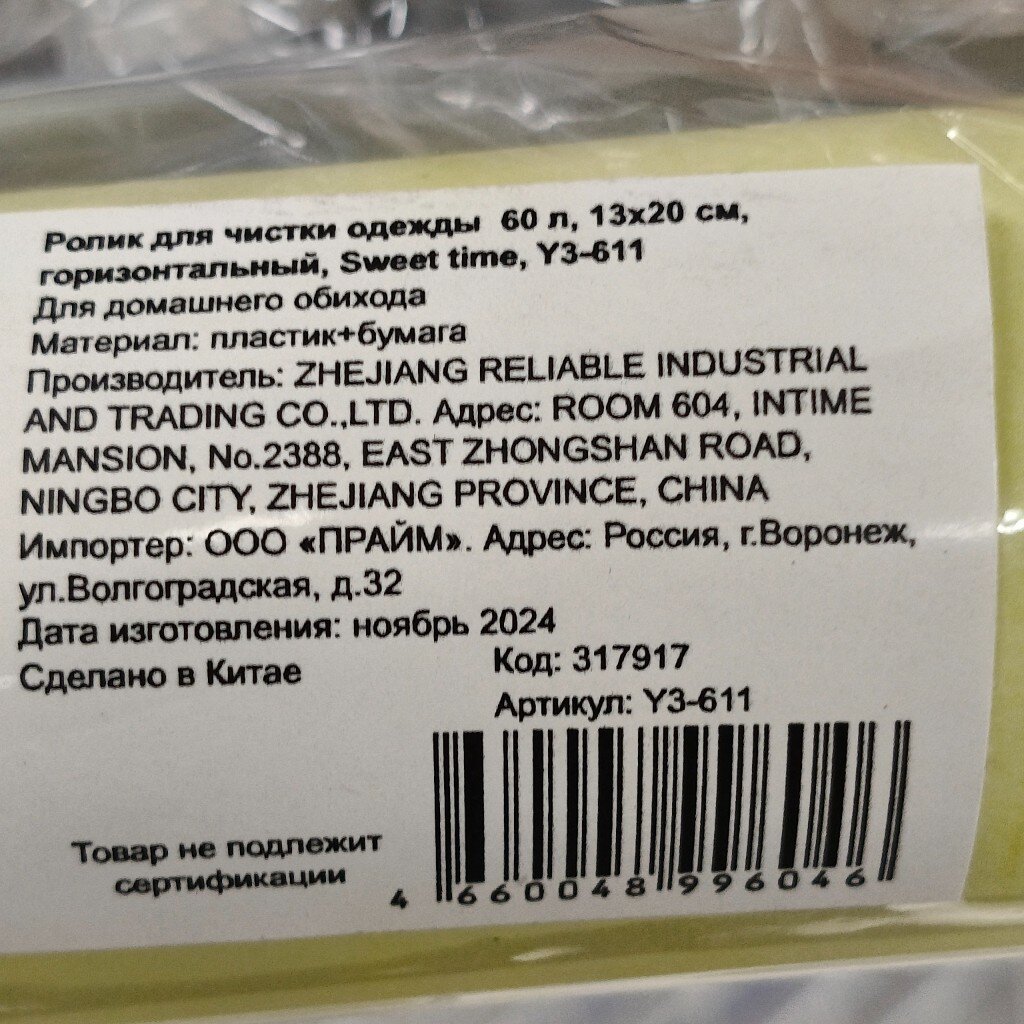 Ролик для чистки одежды 60 л, 13х20 см,
горизонтальный, Sweet time, Y3-611
Для домашнего обихода
Материал: пластик+бумага
Производитель: ZHEJIANG RELIABLE INDUSTRIAL
AND TRADING CO.,LTD. Адрес: ROOM 604, INTIME
MANSION, No.2388, EAST ZHONGSHAN ROAD,
NINGBO CITY, ZHEJIANG PROVINCE, CHINA
Импортер: ООО «ПРАЙМ». Адрес: Россия, г.Воронеж,
ул.Волгоградская, д.32
Дата изготовления: ноябрь 2024
Сделано в Китае
Код: 317917
Артикул: Y3-611
Товар не подлежит
сертификации
4 660048 996046